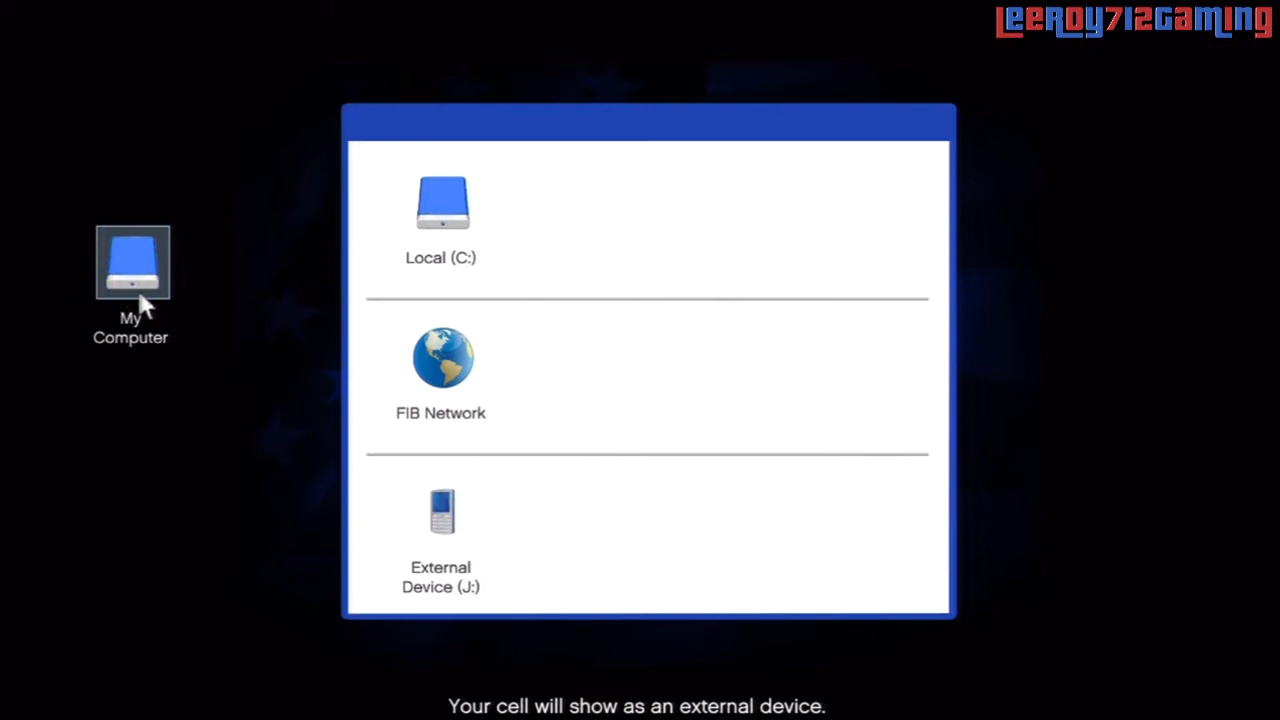 LEEROY712GAMING
Local (C:)
My
Computer
FIB Network
External
Device (J:)
Your cell will show as an external device.